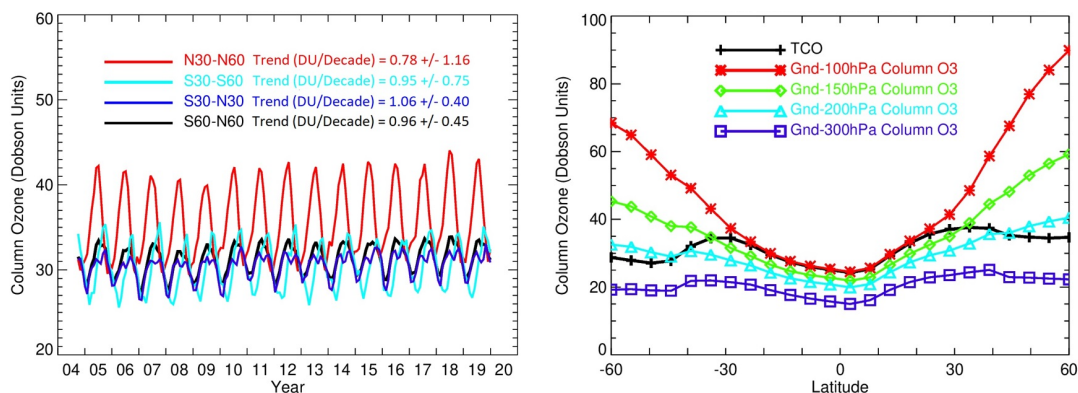 60
50
40
30
20
Column Ozone (Dobson Units)
N30-N60 Trend (DU/Decade) = 0.78 +/- 1.16
S30-S60 Trend (DU/Decade) = 0.95 +/- 0.75
S30-N30 Trend (DU/Decade) = 1.06 +/- 0.40
S60-N60 Trend (DU/Decade) = 0.96 +/- 0.45
04 05 06 07 08 09 10 11 12 13 14 15 16 17 18 19 20
Year
100
80
60
40
20
0
Column Ozone (Dobson Units)
TCO
Gnd-100hPa Column O3
Gnd-150hPa Column O3
Gnd-200hPa Column O3
Gnd-300hPa Column O3
-60 -30 0 30 60
Latitude